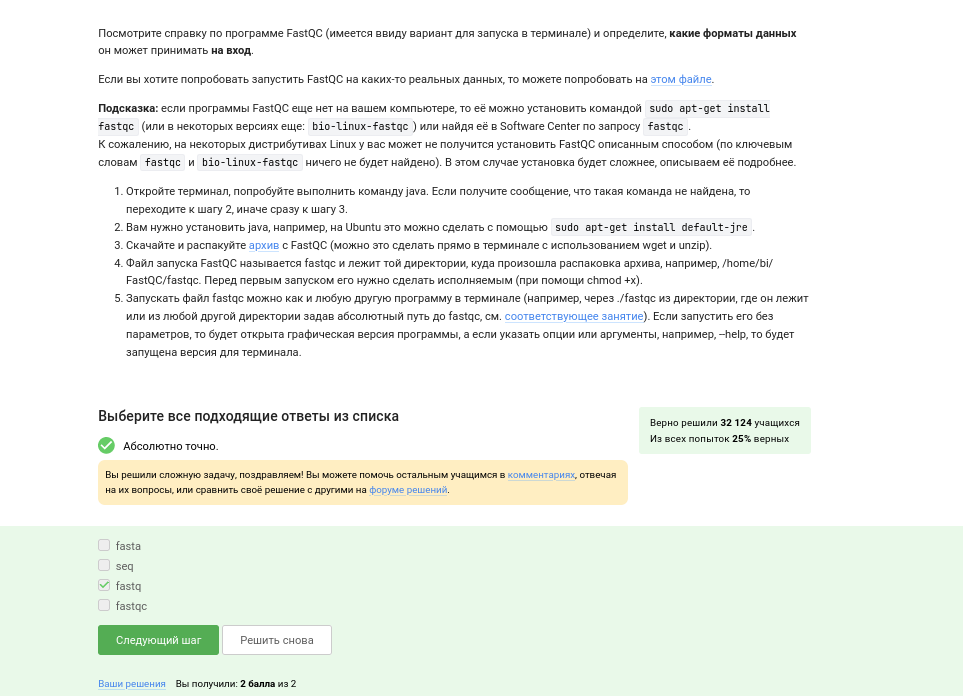 Посмотрите справку по программе FastQC (имеется ввиду вариант для запуска в терминале) и определите, какие форматы данных
он может принимать на вход.
Если вы хотите попробовать запустить FastQC на каких-то реальных данных, то можете попробовать на этом файле.
Подсказка: если программы FastQC еще нет на вашем компьютере, то её можно установить командой sudo apt-get install
fastqc (или в некоторых версиях еще: bio-linux-fastqc ) или найдя её в Software Center по запросу fastqc .
К сожалению, на некоторых дистрибутивах Linux у вас может не получится установить FastQC описанным способом (по ключевым
словам fastqc и bio-linux-fastqc ничего не будет найдено). В этом случае установка будет сложнее, описываем её подробнее.
1. Откройте терминал, попробуйте выполнить команду java. Если получите сообщение, что такая команда не найдена, то
переходите к шагу 2, иначе сразу к шагу 3.
2. Вам нужно установить java, например, на Ubuntu это можно сделать с помощью sudo apt-get install default-jre .
3. Скачайте и распакуйте архив с FastQC (можно это сделать прямо в терминале с использованием wget и unzip).
4. Файл запуска FastQC называется fastqc и лежит той директории, куда произошла распаковка архива, например, /home/bi/
FastQC/fastqc. Перед первым запуском его нужно сделать исполняемым (при помощи chmod +x).
5. Запускать файл fastqc можно как и любую другую программу в терминале (например, через ./fastqc из директории, где он лежит
или из любой другой директории задав абсолютный путь до fastqc, см. соответствующее занятие). Если запустить его без
параметров, то будет открыта графическая версия программы, а если указать опции или аргументы, например, --help, то будет
запущена версия для терминала.
Выберите все подходящие ответы из списка
Верно решили 32 124 учащихся
Из всех попыток 25% верных
Абсолютно точно.
Вы решили сложную задачу, поздравляем! Вы можете помочь остальным учащимся в комментариях, отвечая
на их вопросы, или сравнить своё решение с другими на форуме решений.
fasta
seq
fastq
fastqc
Следующий шаг
Решить снова
Ваши решения Вы получили: 2 балла из 2